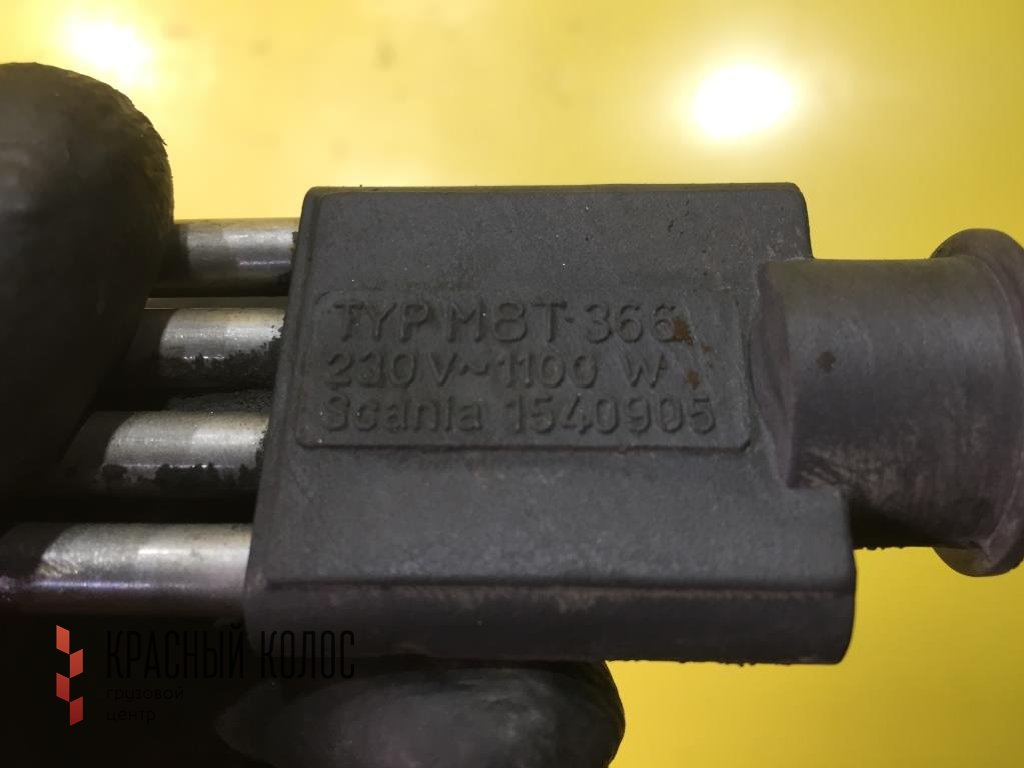 TYP M8T-366
230V~1100 W
Scania 1540905
КРАСНЫЙ КОЛОС
грузовой
центр